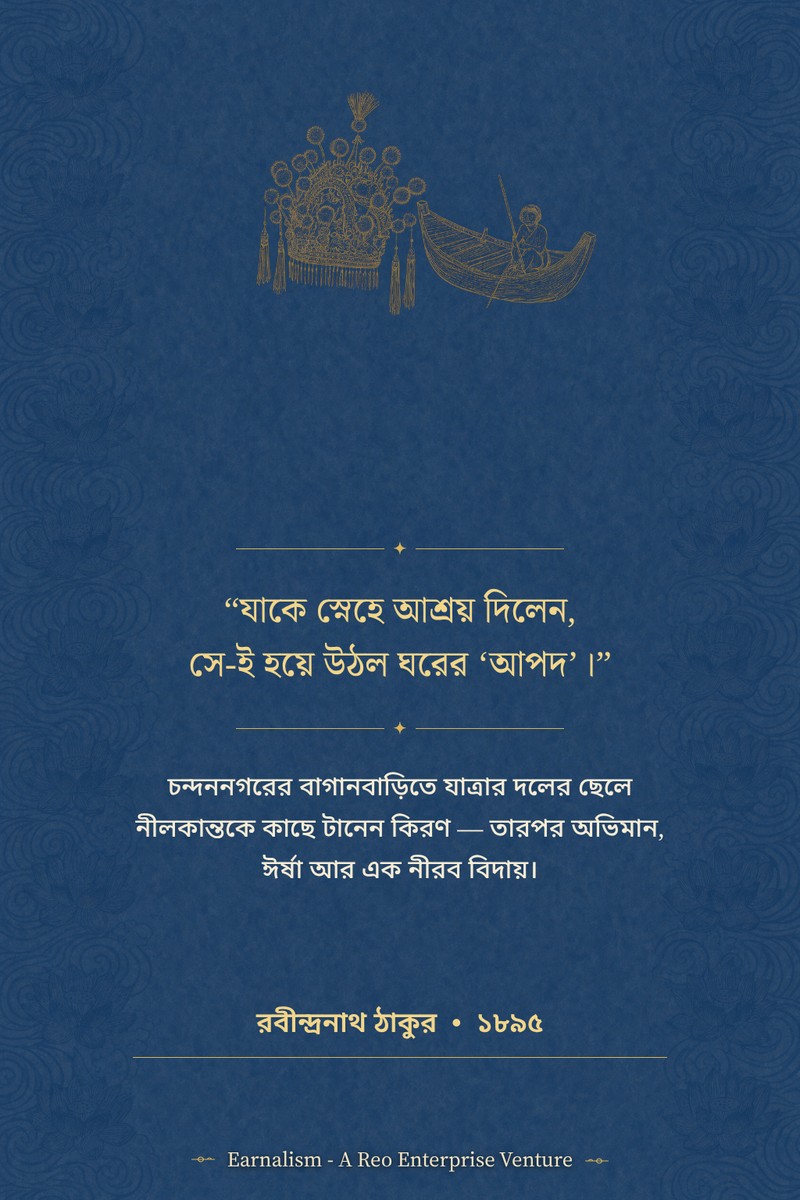 “যাকে স্নেহে আশ্রয় দিলেন,
সে-ই হয়ে উঠল ঘরের ‘আপদ’।”
চন্দননগরের বাগানবাড়িতে যাত্রার দলের ছেলে
নীলকান্তকে কাছে টানেন কিরণ — তারপর অভিমান,
ঈর্ষা আর এক নীরব বিদায়।
রবীন্দ্রনাথ ঠাকুর • ১৮৯৫
Earnalism - A Reo Enterprise Venture